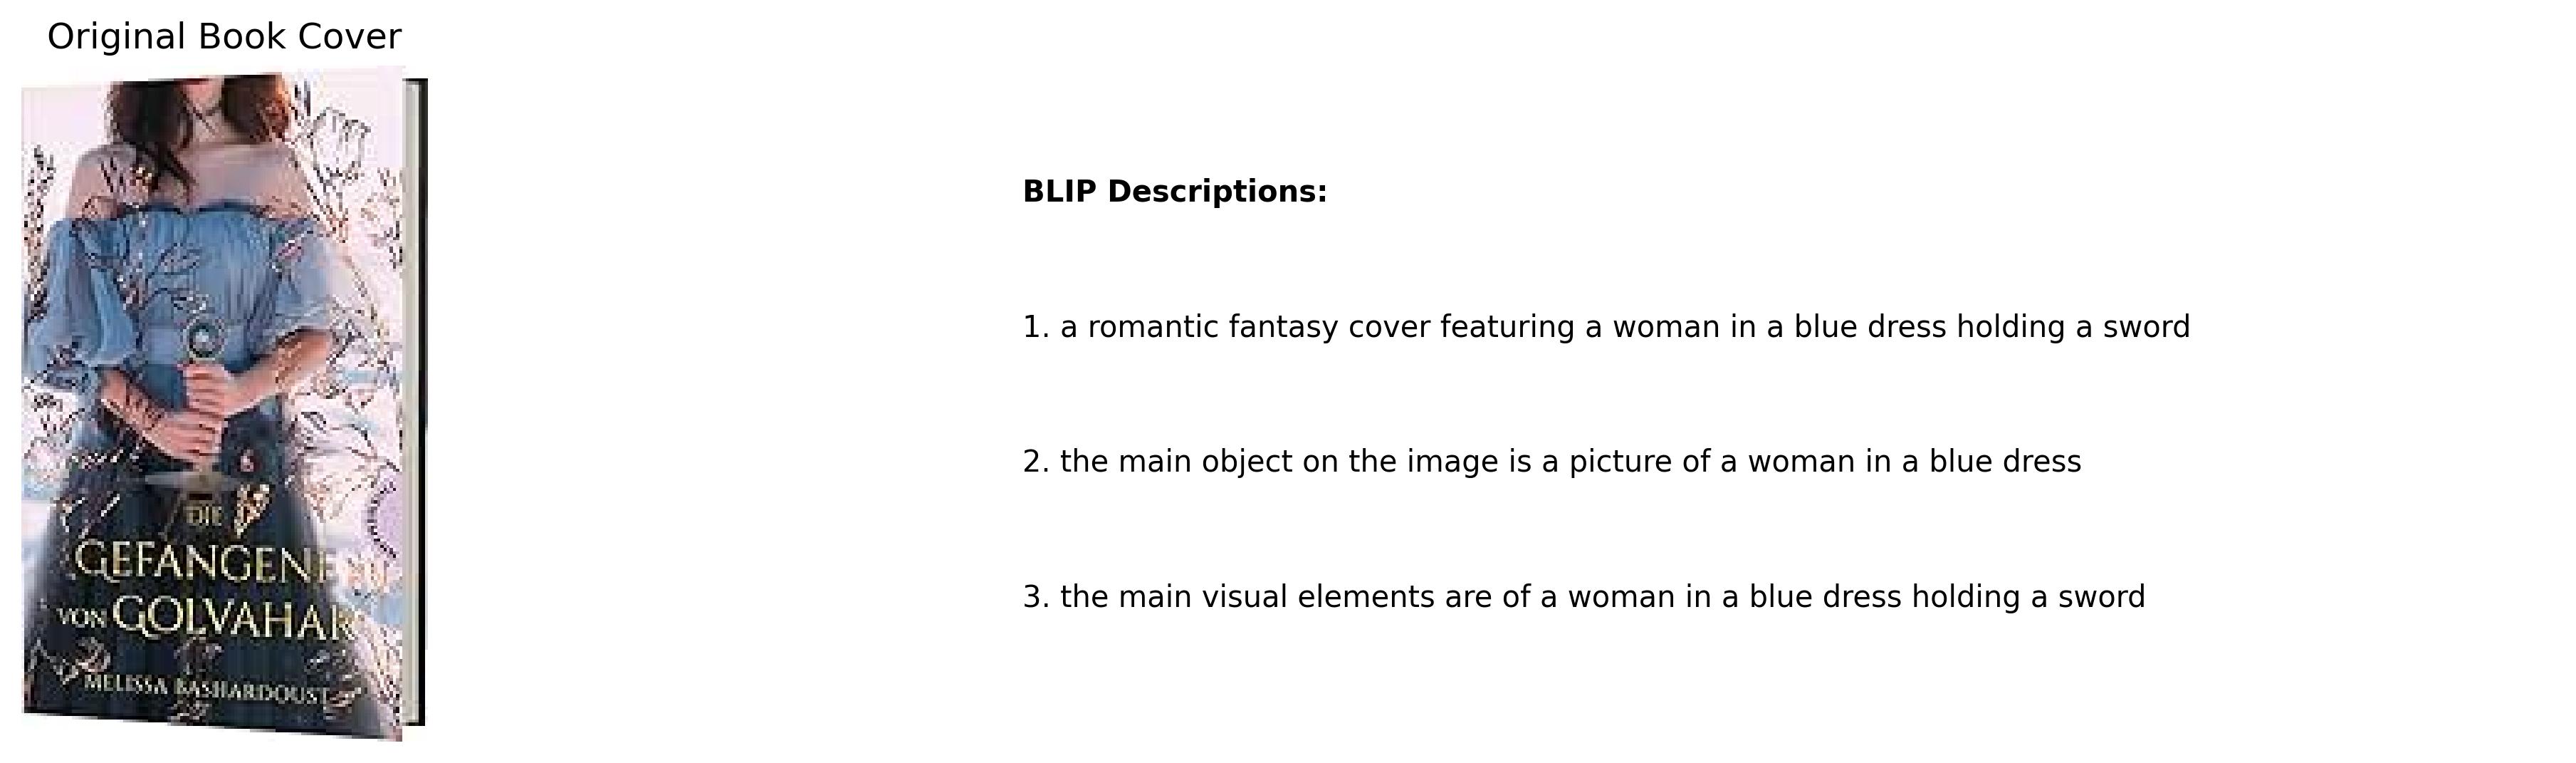 Original Book Cover
DIE
GEFANGENE
VON GOLVAHAR
MELISSA BASHARDOUST
BLIP Descriptions:
1. a romantic fantasy cover featuring a woman in a blue dress holding a sword
2. the main object on the image is a picture of a woman in a blue dress
3. the main visual elements are of a woman in a blue dress holding a sword